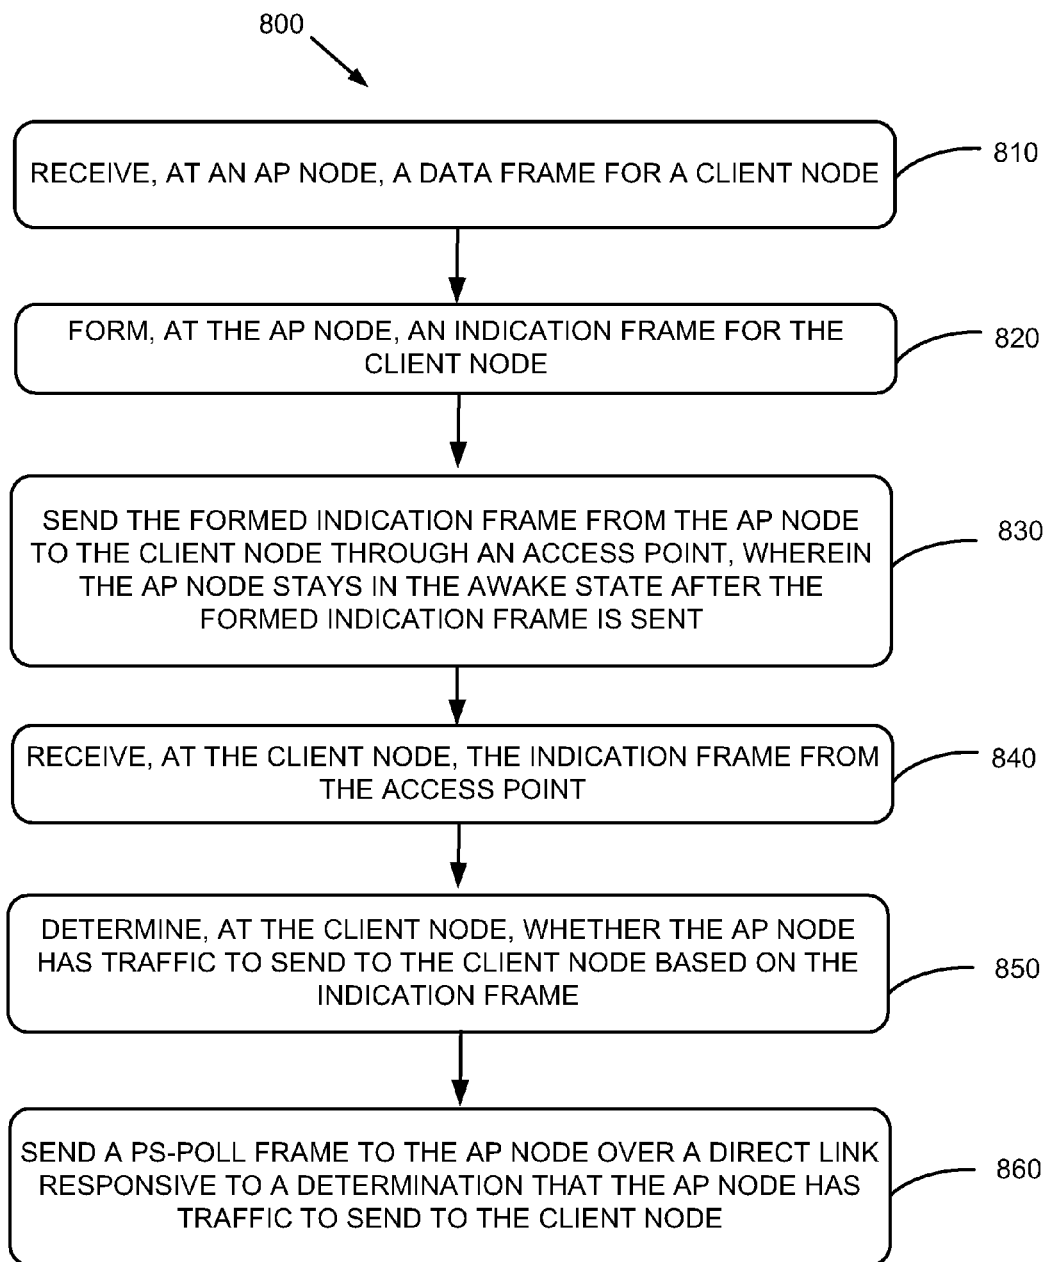 800
RECEIVE, AT AN AP NODE, A DATA FRAME FOR A CLIENT NODE
810
FORM, AT THE AP NODE, AN INDICATION FRAME FOR THE
CLIENT NODE
820
SEND THE FORMED INDICATION FRAME FROM THE AP NODE
TO THE CLIENT NODE THROUGH AN ACCESS POINT, WHEREIN
THE AP NODE STAYS IN THE AWAKE STATE AFTER THE
FORMED INDICATION FRAME IS SENT
830
RECEIVE, AT THE CLIENT NODE, THE INDICATION FRAME FROM
THE ACCESS POINT
840
DETERMINE, AT THE CLIENT NODE, WHETHER THE AP NODE
HAS TRAFFIC TO SEND TO THE CLIENT NODE BASED ON THE
INDICATION FRAME
850
SEND A PS-POLL FRAME TO THE AP NODE OVER A DIRECT LINK
RESPONSIVE TO A DETERMINATION THAT THE AP NODE HAS
TRAFFIC TO SEND TO THE CLIENT NODE
860